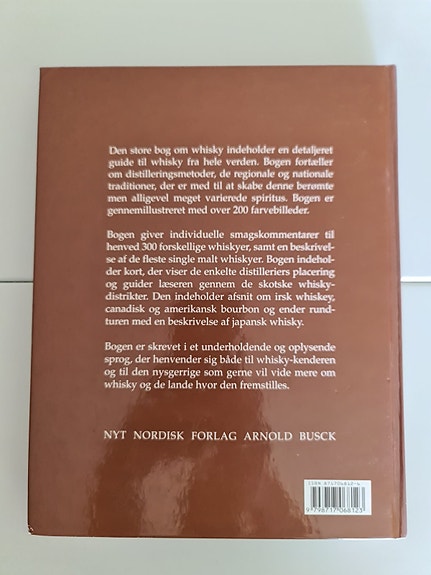 Den store bog om whisky indeholder en detaljeret
guide til whisky fra hele verden. Bogen fortæller
om distilleringsmetoder, de regionale og nationale
traditioner, der er med til at skabe denne berømte
men alligevel meget varierede spiritus. Bogen er
gennemillustreret med over 200 farvebilleder.
Bogen giver individuelle smagskommentarer til
henved 300 forskellige whiskyer, samt en beskrivel-
se af de fleste single malt whiskyer. Bogen indehol-
der kort, der viser de enkelte distilleriers placering
og guider læseren gennem de skotske whisky-
distrikter. Den indeholder afsnit om irsk whiskey,
canadisk og amerikansk bourbon og ender rund-
turen med en beskrivelse af japansk whisky.
Bogen er skrevet i et underholdende og oplysende
sprog, der henvender sig både til whisky-kenderen
og til den nysgerrige som gerne vil vide mere om
whisky og de lande hvor den fremstilles.
NYT NORDISK FORLAG ARNOLD BUSCK
ISBN
9 798717 068123